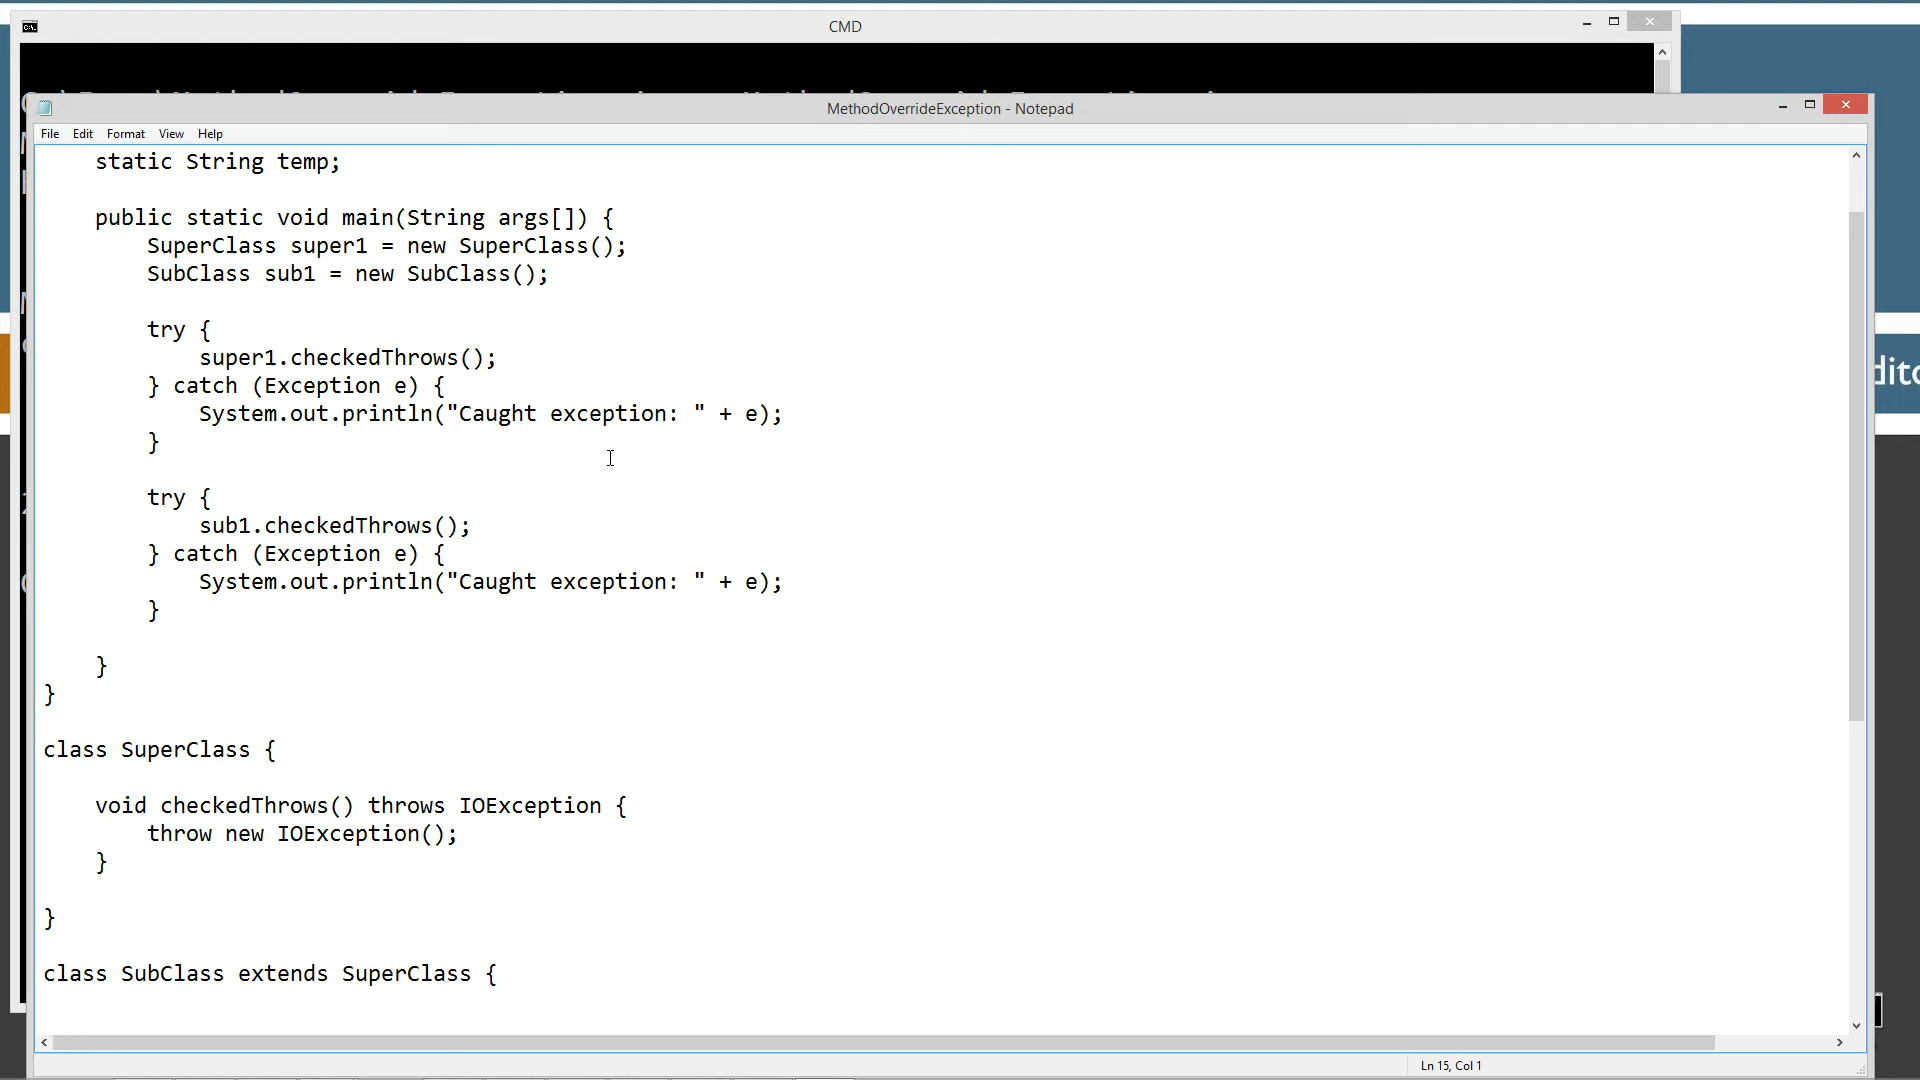 CMD
MethodOverrideException - Notepad
File Edit Format View Help
static String temp;
public static void main(String args[]) {
SuperClass super1 = new SuperClass();
SubClass sub1 = new SubClass();
try {
super1.checkedThrows();
} catch (Exception e) {
System.out.println("Caught exception: " + e);
}
try {
sub1.checkedThrows();
} catch (Exception e) {
System.out.println("Caught exception: " + e);
}
}
}
class SuperClass {
void checkedThrows() throws IOException {
throw new IOException();
}
}
class SubClass extends SuperClass {
Ln 15, Col 1